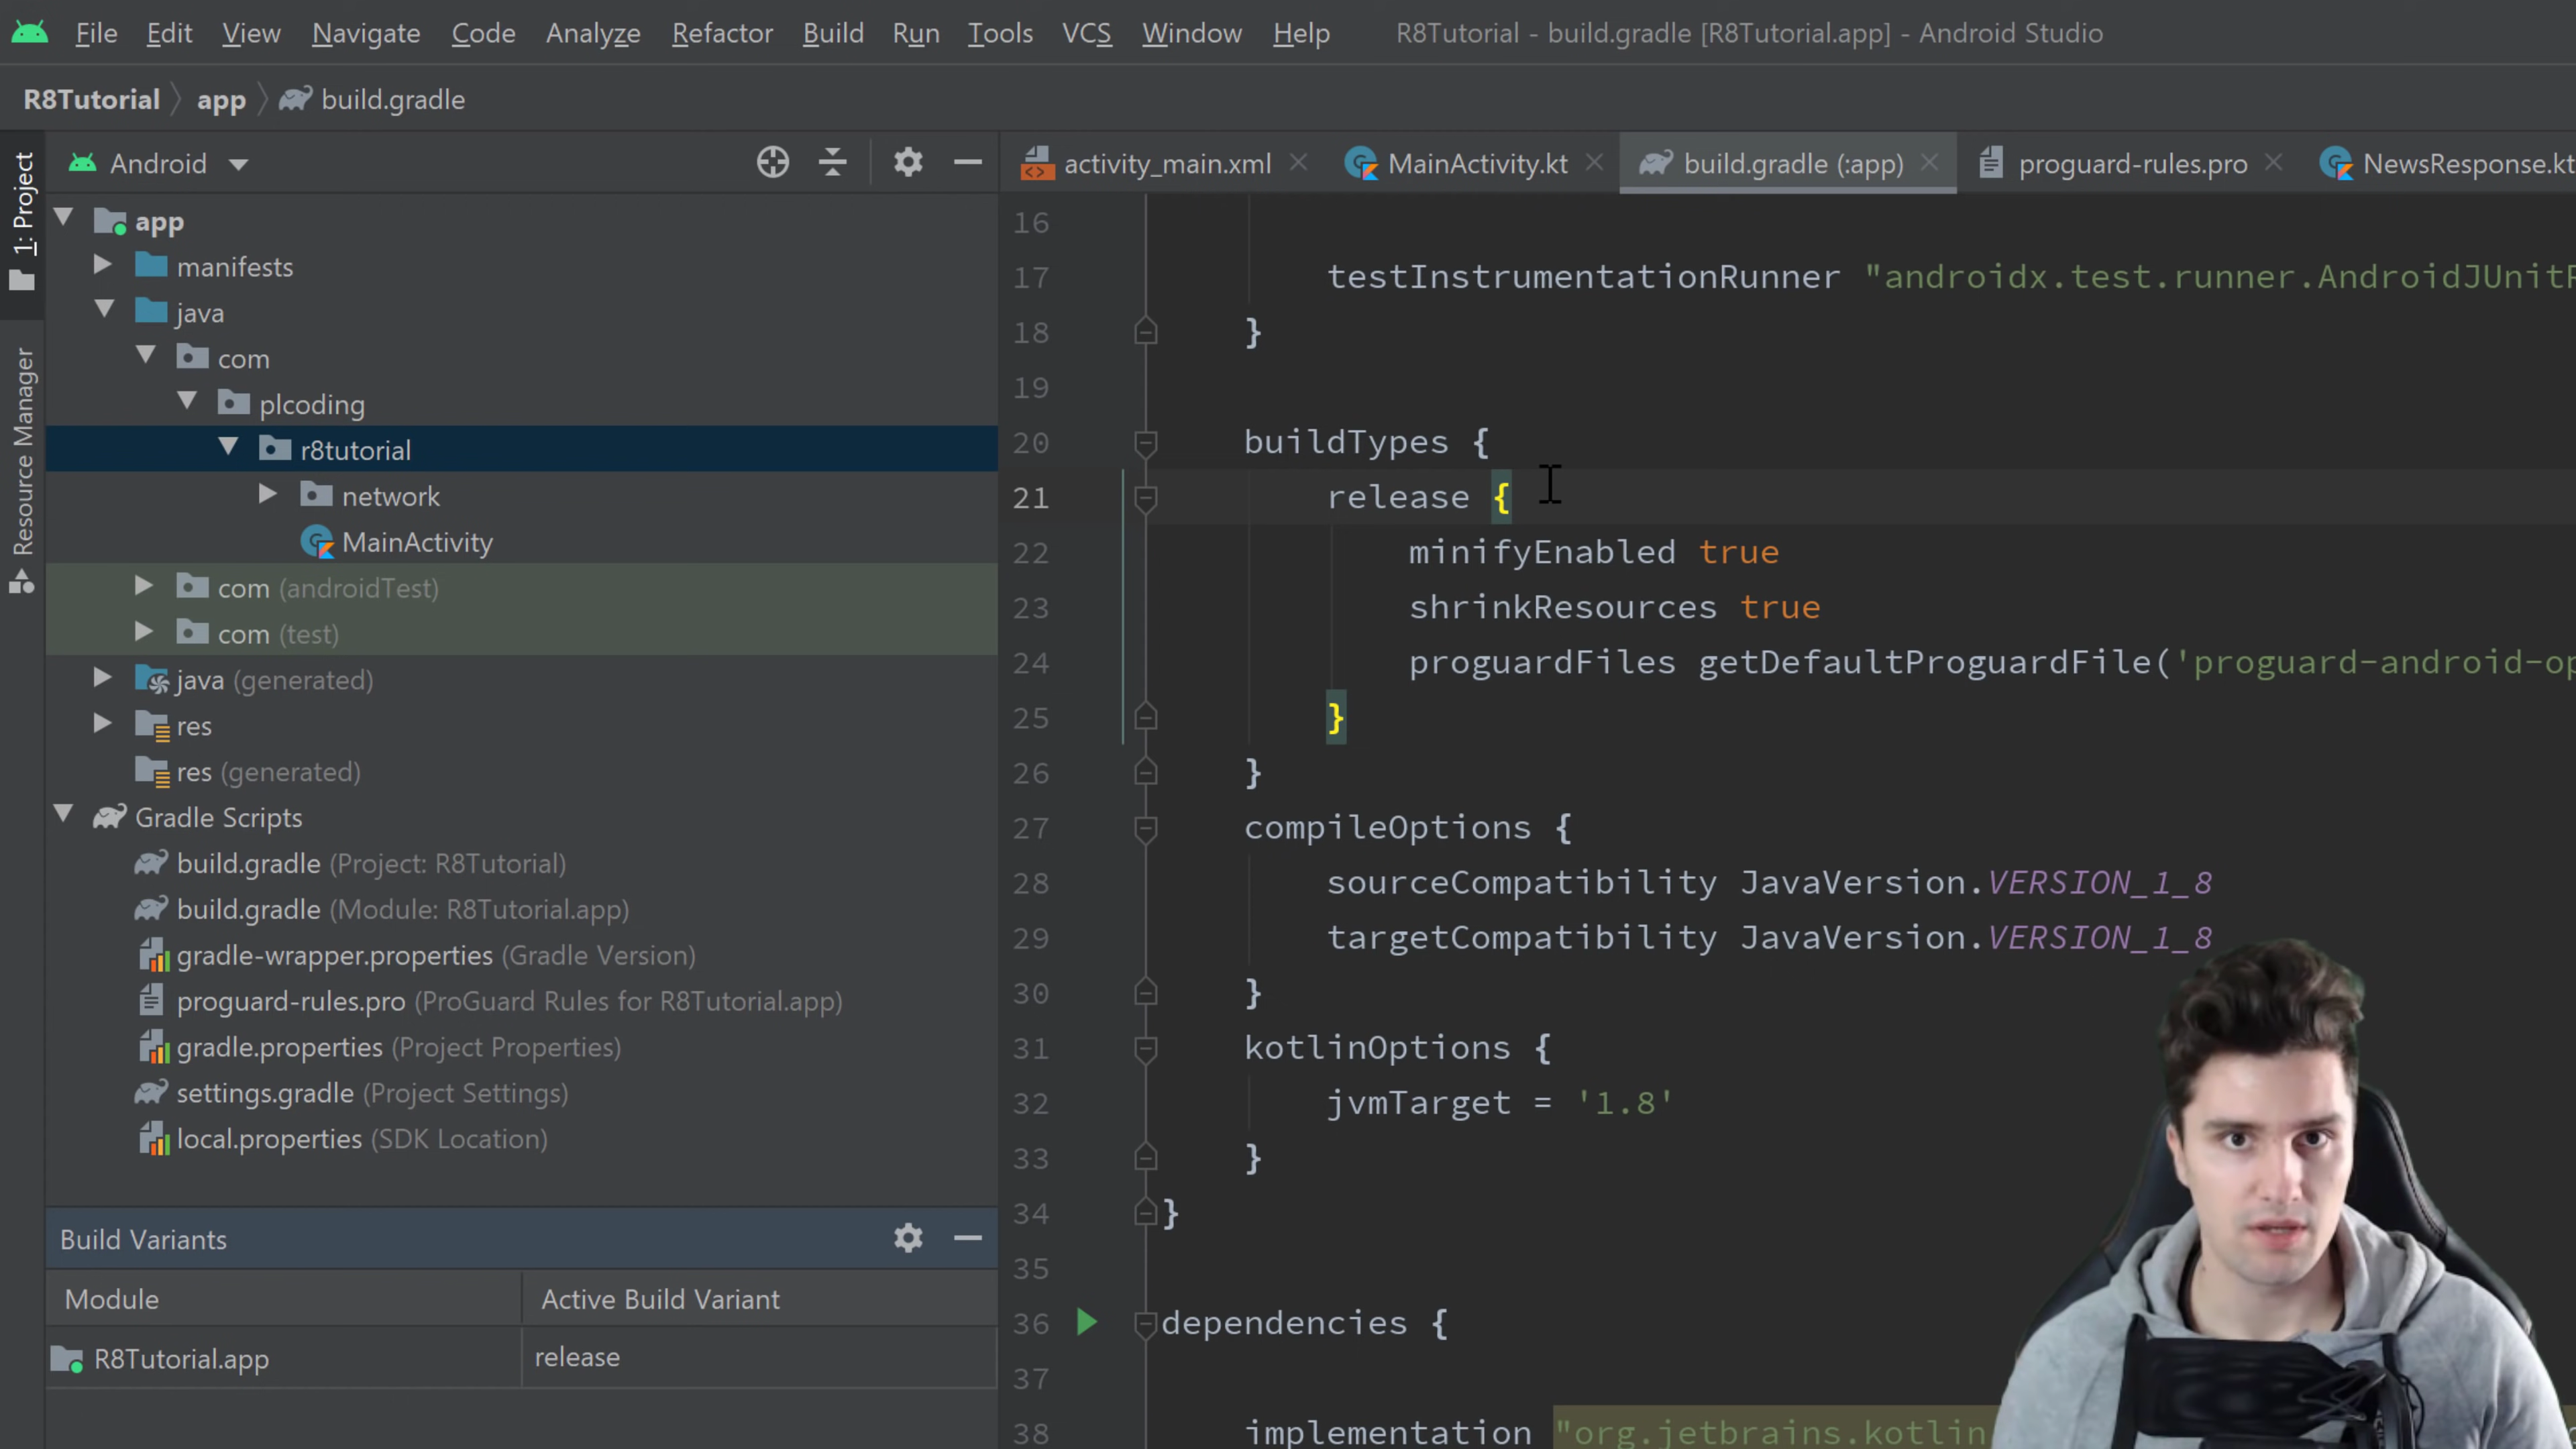 File Edit View Navigate Code Analyze Refactor Build Run Tools VCS Window Help R8Tutorial - build.gradle [R8Tutorial.app] - Android Studio
R8Tutorial app build.gradle
1: Project
Resource Manager
Android
app
manifests
java
com
plcoding
r8tutorial
network
MainActivity
com (androidTest)
com (test)
java (generated)
res
res (generated)
Gradle Scripts
build.gradle (Project: R8Tutorial)
build.gradle (Module: R8Tutorial.app)
gradle-wrapper.properties (Gradle Version)
proguard-rules.pro (ProGuard Rules for R8Tutorial.app)
gradle.properties (Project Properties)
settings.gradle (Project Settings)
local.properties (SDK Location)
Build Variants
Module Active Build Variant
R8Tutorial.app release
activity_main.xml MainActivity.kt build.gradle (:app) proguard-rules.pro NewsResponse.kt
16
17 testInstrumentationRunner "androidx.test.runner.AndroidJUnitR
18 }
19
20 buildTypes {
21 release {
22 minifyEnabled true
23 shrinkResources true
24 proguardFiles getDefaultProguardFile('proguard-android-op
25 }
26 }
27 compileOptions {
28 sourceCompatibility JavaVersion.VERSION_1_8
29 targetCompatibility JavaVersion.VERSION_1_8
30 }
31 kotlinOptions {
32 jvmTarget = '1.8'
33 }
34 }
35
36 dependencies {
37
38 implementation "org.jetbrains.kotlin